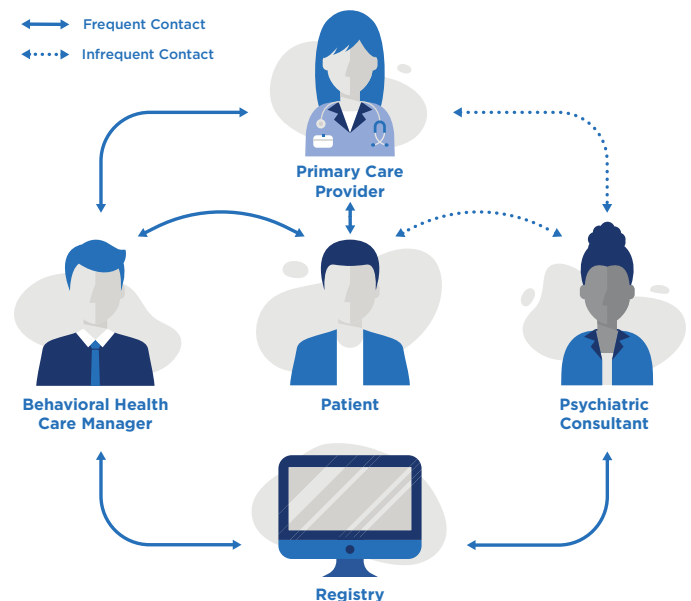 Frequent Contact
Infrequent Contact
Primary Care
Provider
Behavioral Health
Care Manager
Patient
Psychiatric
Consultant
Registry